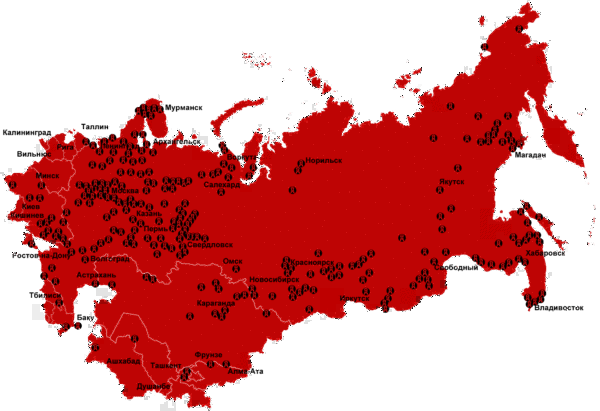 Мурманск
Таллин
Калининград
Архангельск
Рига
Вильнюс
Воркута
Норильск
Магадан
Минск
Салехард
Якутск
Москва
Киев
Кишинев
Казань
Пермь
Свердловск
Ростов-на-Дону
Волгоград
Хабаровск
Омск
Красноярск
Свободный
Астрахань
Новосибирск
Тбилиси
Иркутск
Караганда
Владивосток
Баку
Фрунзе
Ашхабад
Ташкент
Алма-Ата
Душанбе